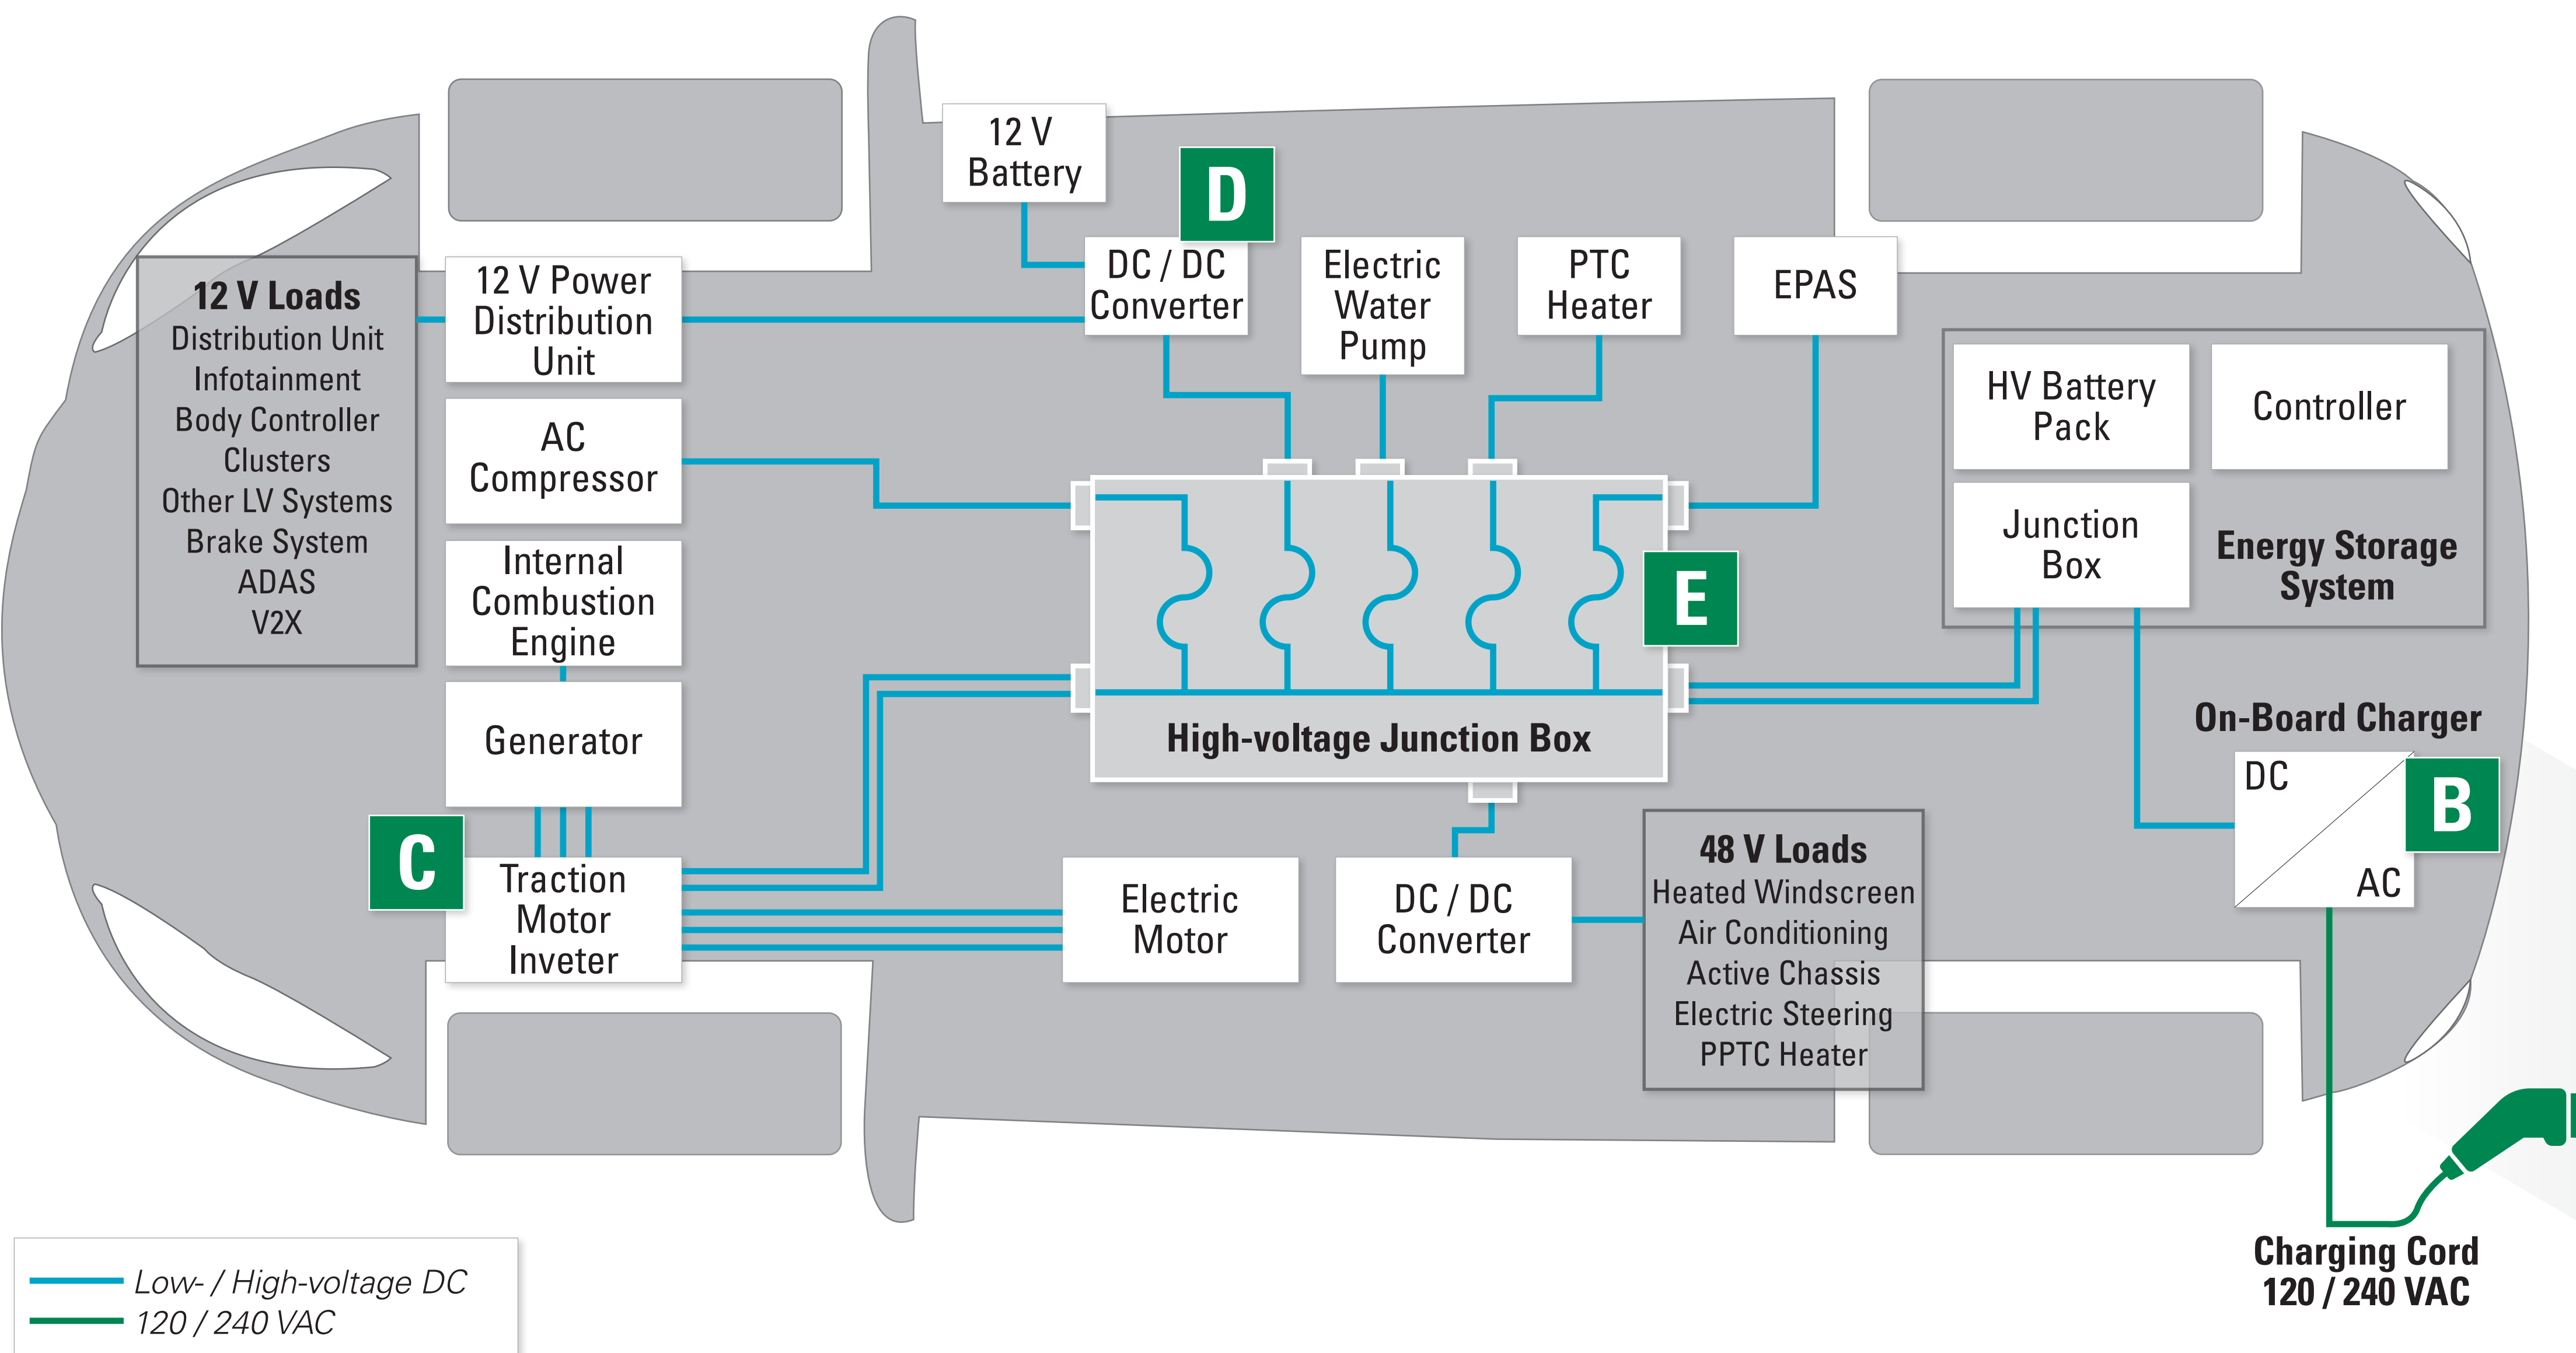 12 V
Battery
D
DC / DC
Converter
Electric
Water
Pump
PTC
Heater
EPAS
12 V Loads
Distribution Unit
Infotainment
Body Controller
Clusters
Other LV Systems
Brake System
ADAS
V2X
12 V Power
Distribution
Unit
AC
Compressor
Internal
Combustion
Engine
Generator
C
Traction
Motor
Inveter
High-voltage Junction Box
E
HV Battery
Pack
Controller
Junction
Box
Energy Storage
System
On-Board Charger
DC
AC
B
Electric
Motor
DC / DC
Converter
48 V Loads
Heated Windscreen
Air Conditioning
Active Chassis
Electric Steering
PPTC Heater
Charging Cord
120 / 240 VAC
Low- / High-voltage DC
120 / 240 VAC